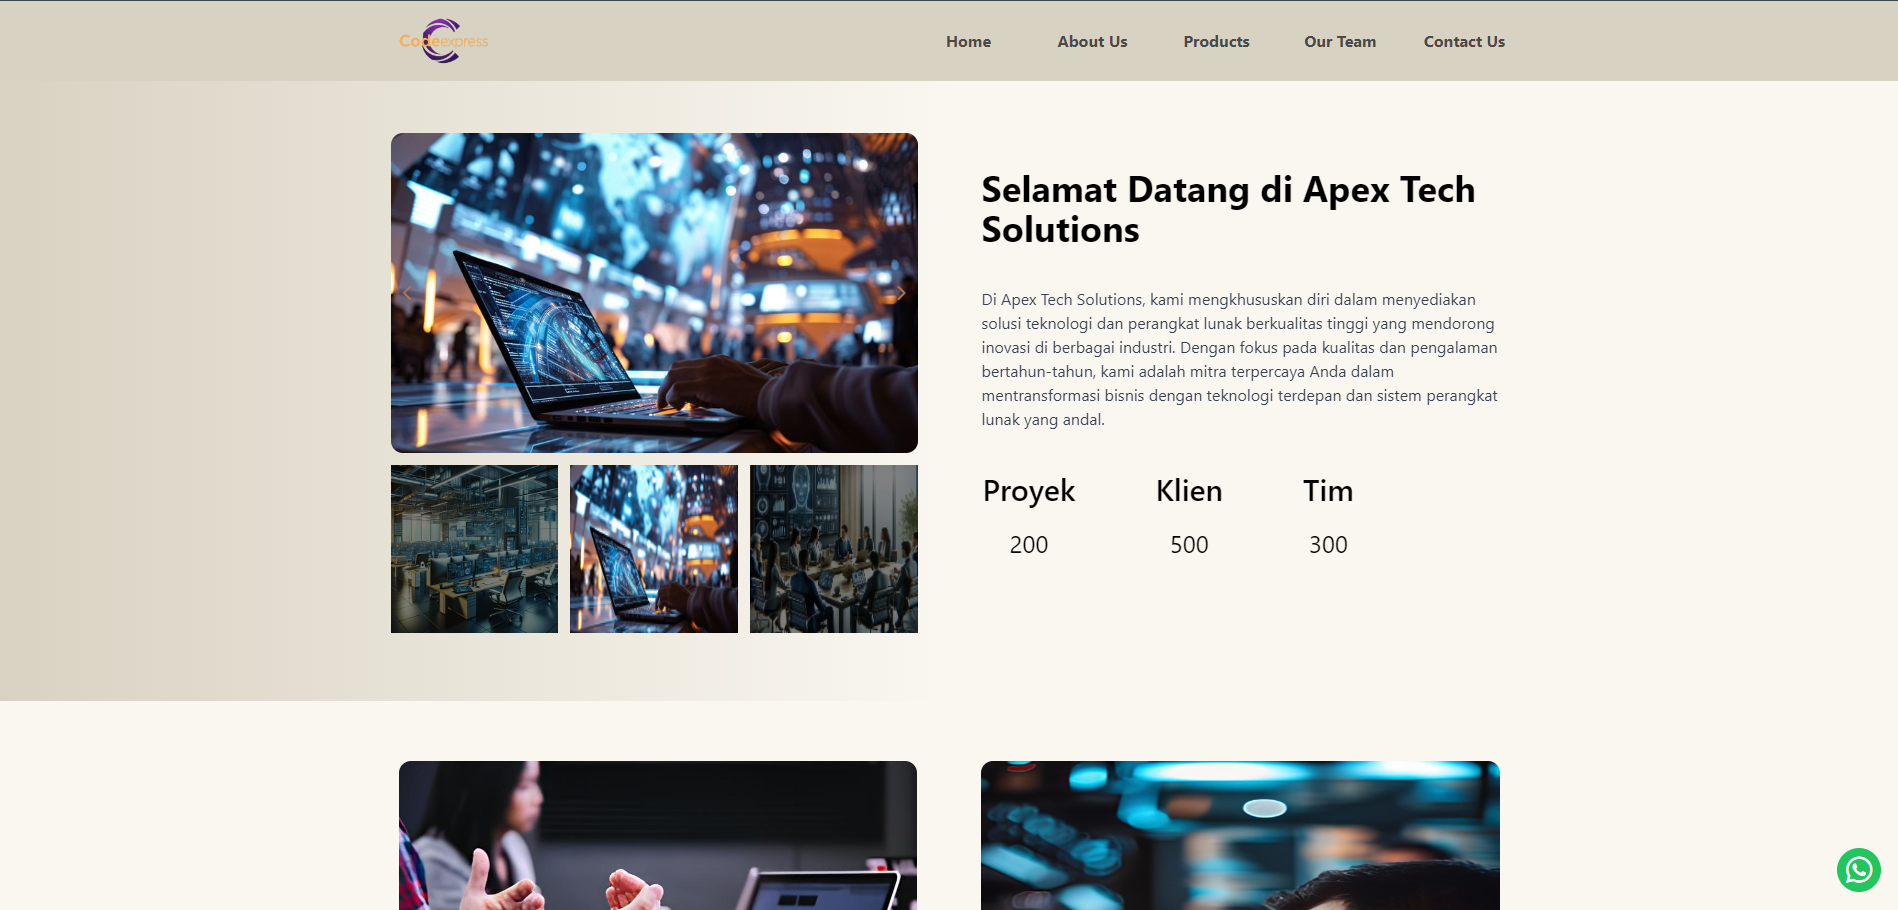 Codeexpress
Home
About Us
Products
Our Team
Contact Us
Selamat Datang di Apex Tech
Solutions
Di Apex Tech Solutions, kami mengkhususkan diri dalam menyediakan
solusi teknologi dan perangkat lunak berkualitas tinggi yang mendorong
inovasi di berbagai industri. Dengan fokus pada kualitas dan pengalaman
bertahun-tahun, kami adalah mitra terpercaya Anda dalam
mentransformasi bisnis dengan teknologi terdepan dan sistem perangkat
lunak yang andal.
Proyek
Klien
Tim
200
500
300